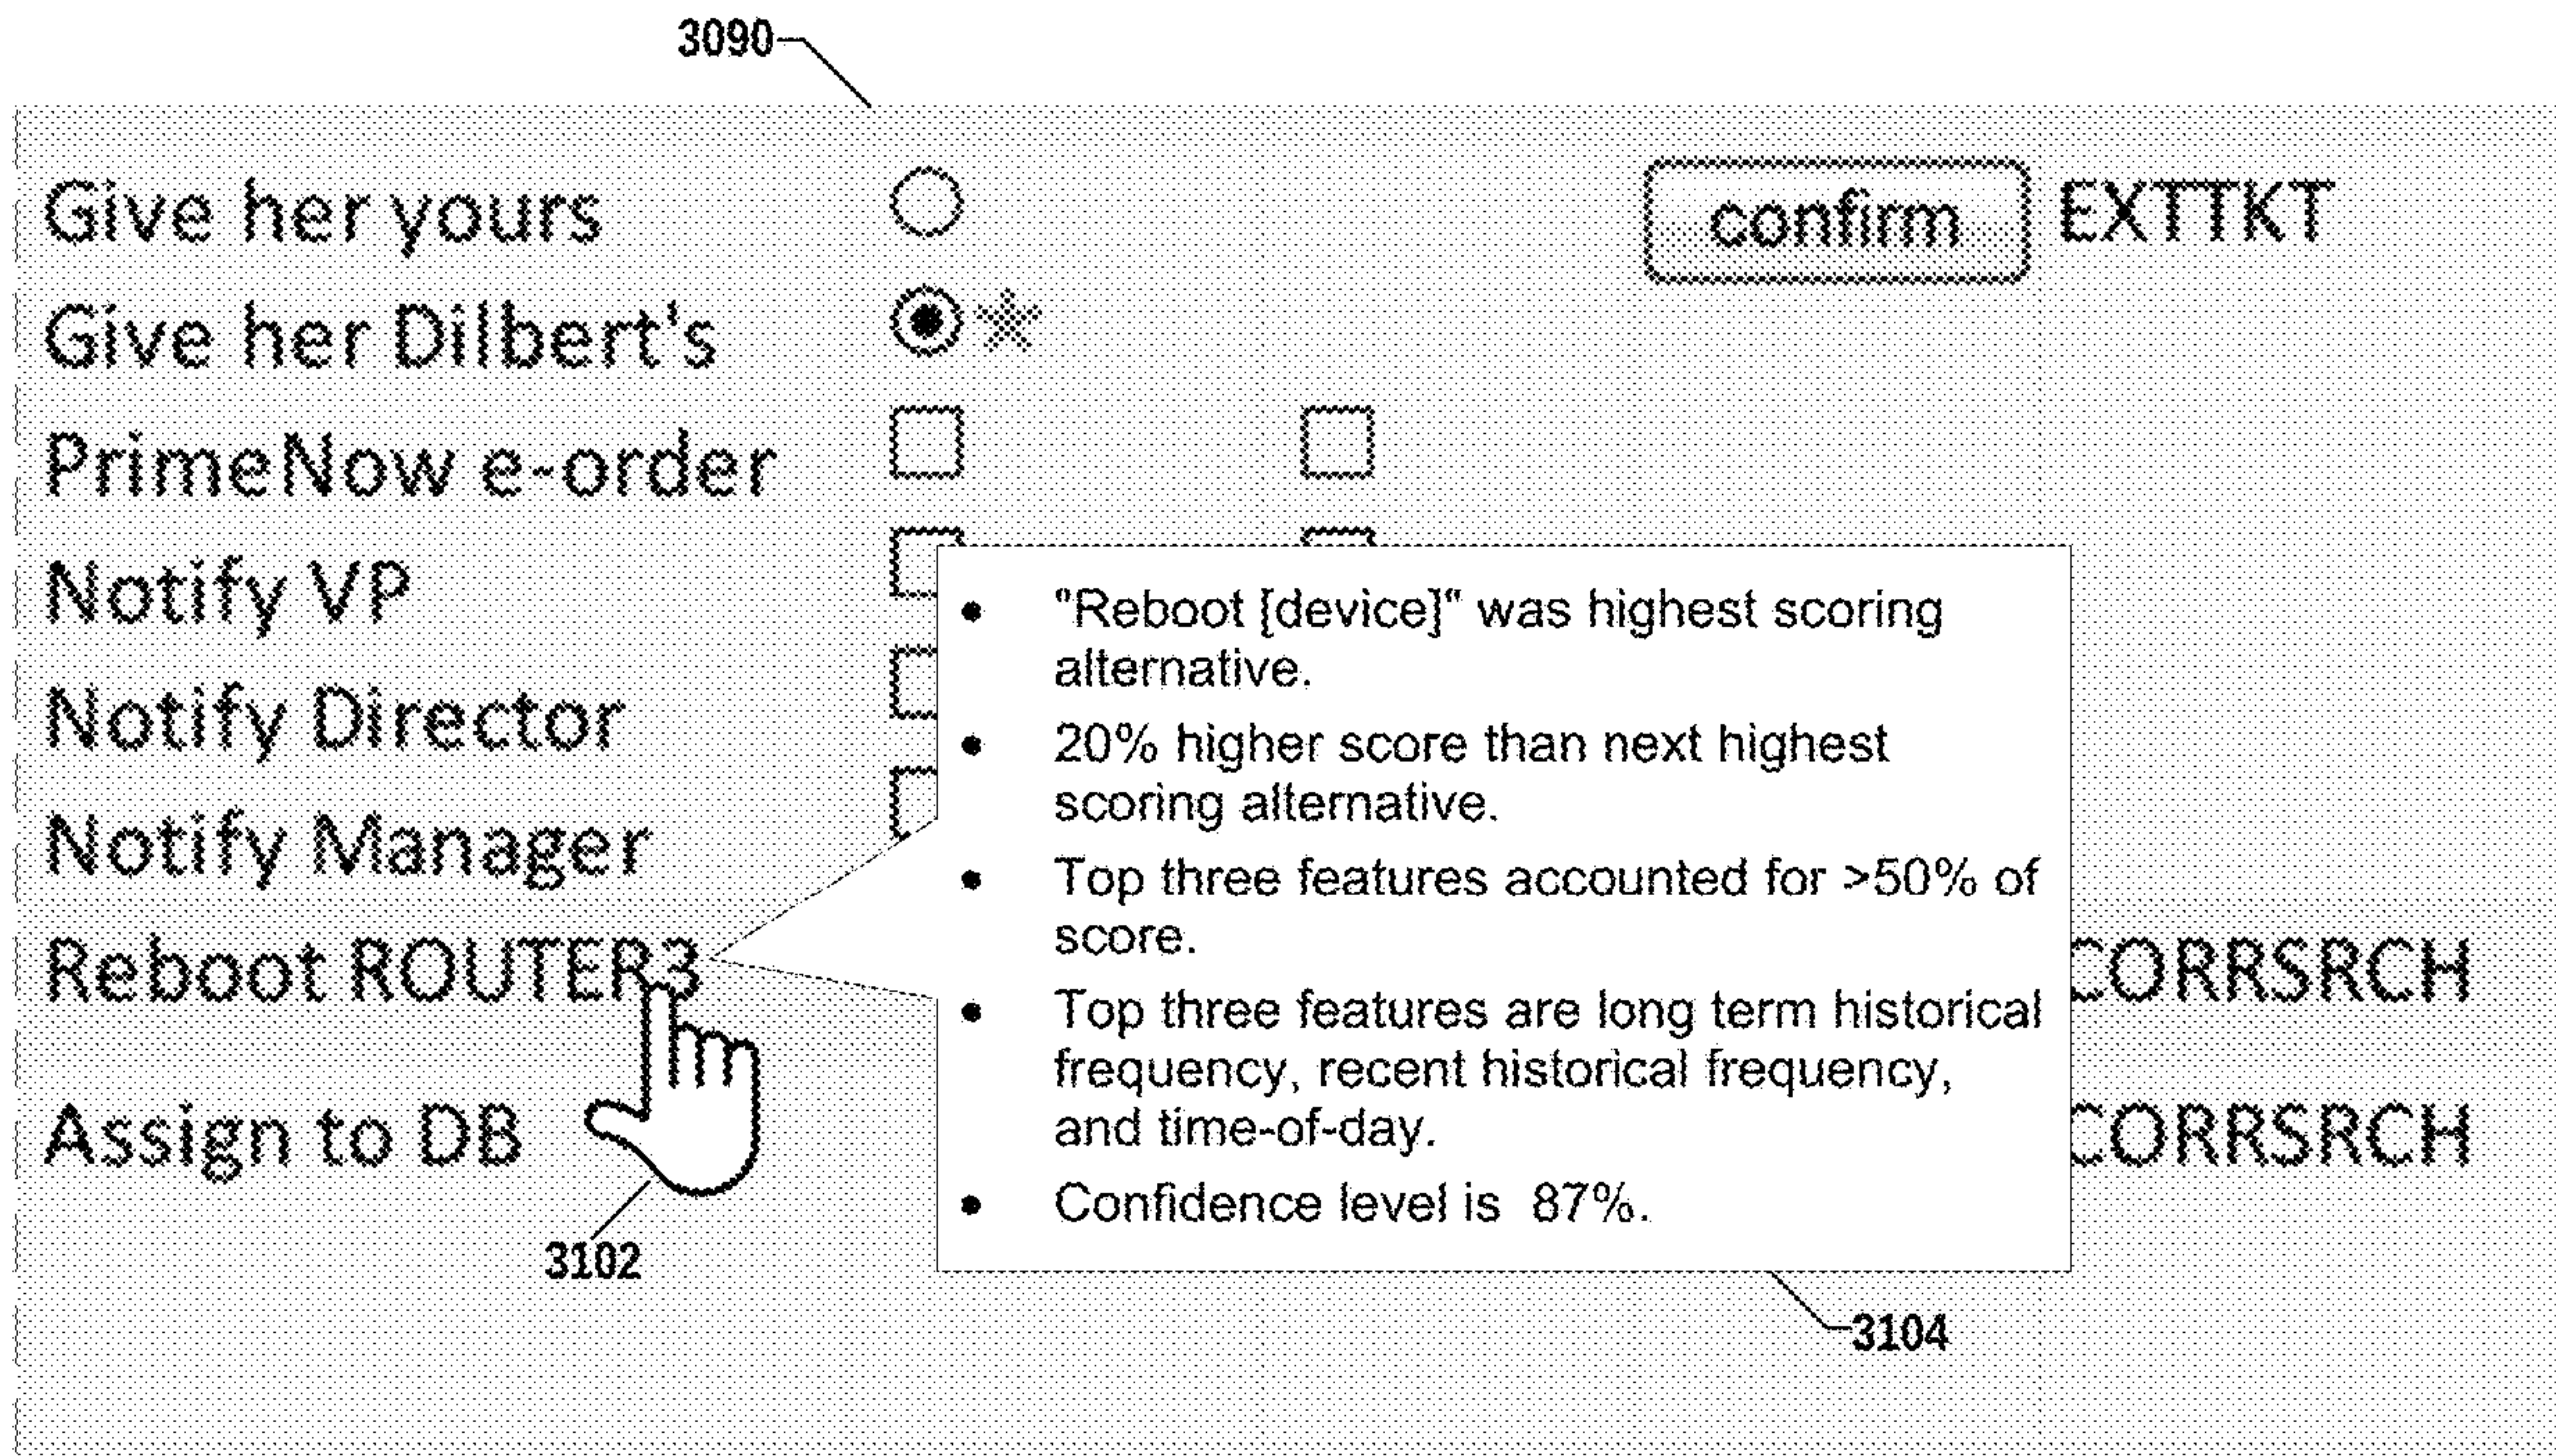 3090
Give her yours
confirm
EXTTKT
Give her Dilbert's
PrimeNow e-order
Notify VP
Notify Director
Notify Manager
Reboot ROUTER3
CORRSRCH
Assign to DB
CORRSRCH
• "Reboot [device]" was highest scoring
alternative.
• 20% higher score than next highest
scoring alternative.
• Top three features accounted for >50% of
score.
• Top three features are long term historical
frequency, recent historical frequency,
and time-of-day.
• Confidence level is 87%.
3102
3104